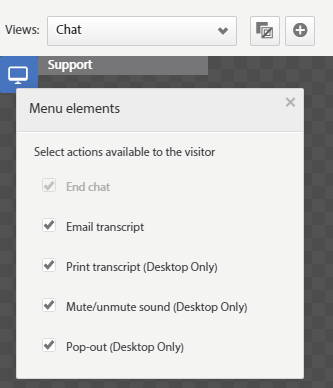 Views: Chat
Support
Menu elements
Select actions available to the visitor
End chat
Email transcript
Print transcript (Desktop Only)
Mute/unmute sound (Desktop Only)
Pop-out (Desktop Only)